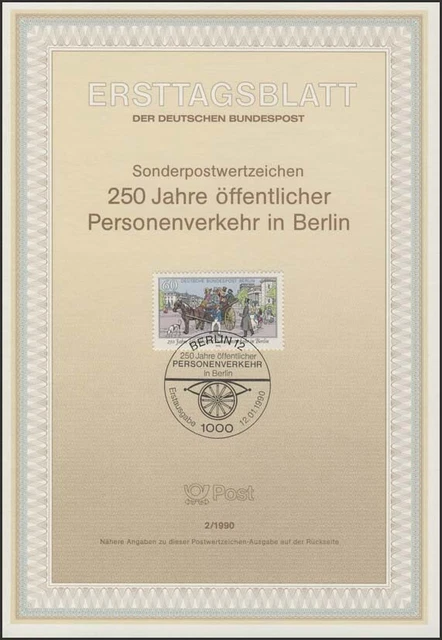 ERSTTAGSBLATT
DER DEUTSCHEN BUNDESPOST
Sonderpostwertzeichen
250 Jahre öffentlicher
Personenverkehr in Berlin
60
DEUTSCHE BUNDESPOST BERLIN
250 Jahre
in Berlin
BERLIN 12
250 Jahre öffentlicher
PERSONENVERKEHR
in Berlin
Erstausgabe
12.01.1990
1000
Post
2/1990
Nähere Angaben zu dieser Postwertzeichen-Ausgabe auf der Rückseite.